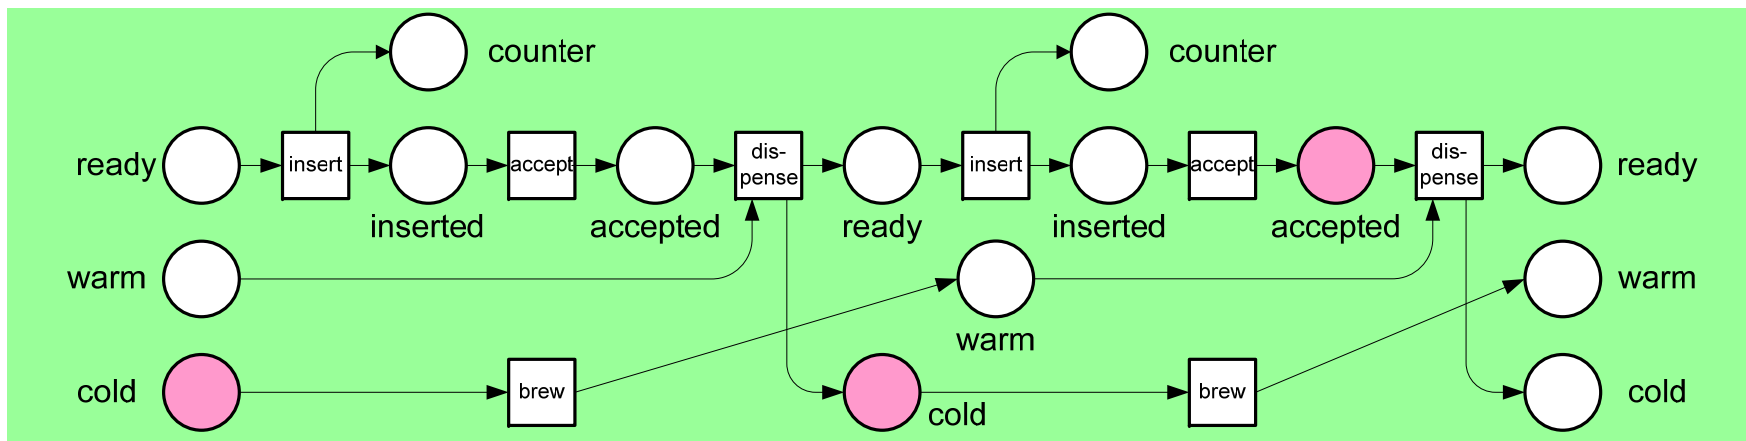 counter
counter
ready
insert
accept
dis-
pense
insert
accept
dis-
pense
ready
inserted
accepted
ready
inserted
accepted
warm
warm
warm
cold
brew
cold
brew
cold